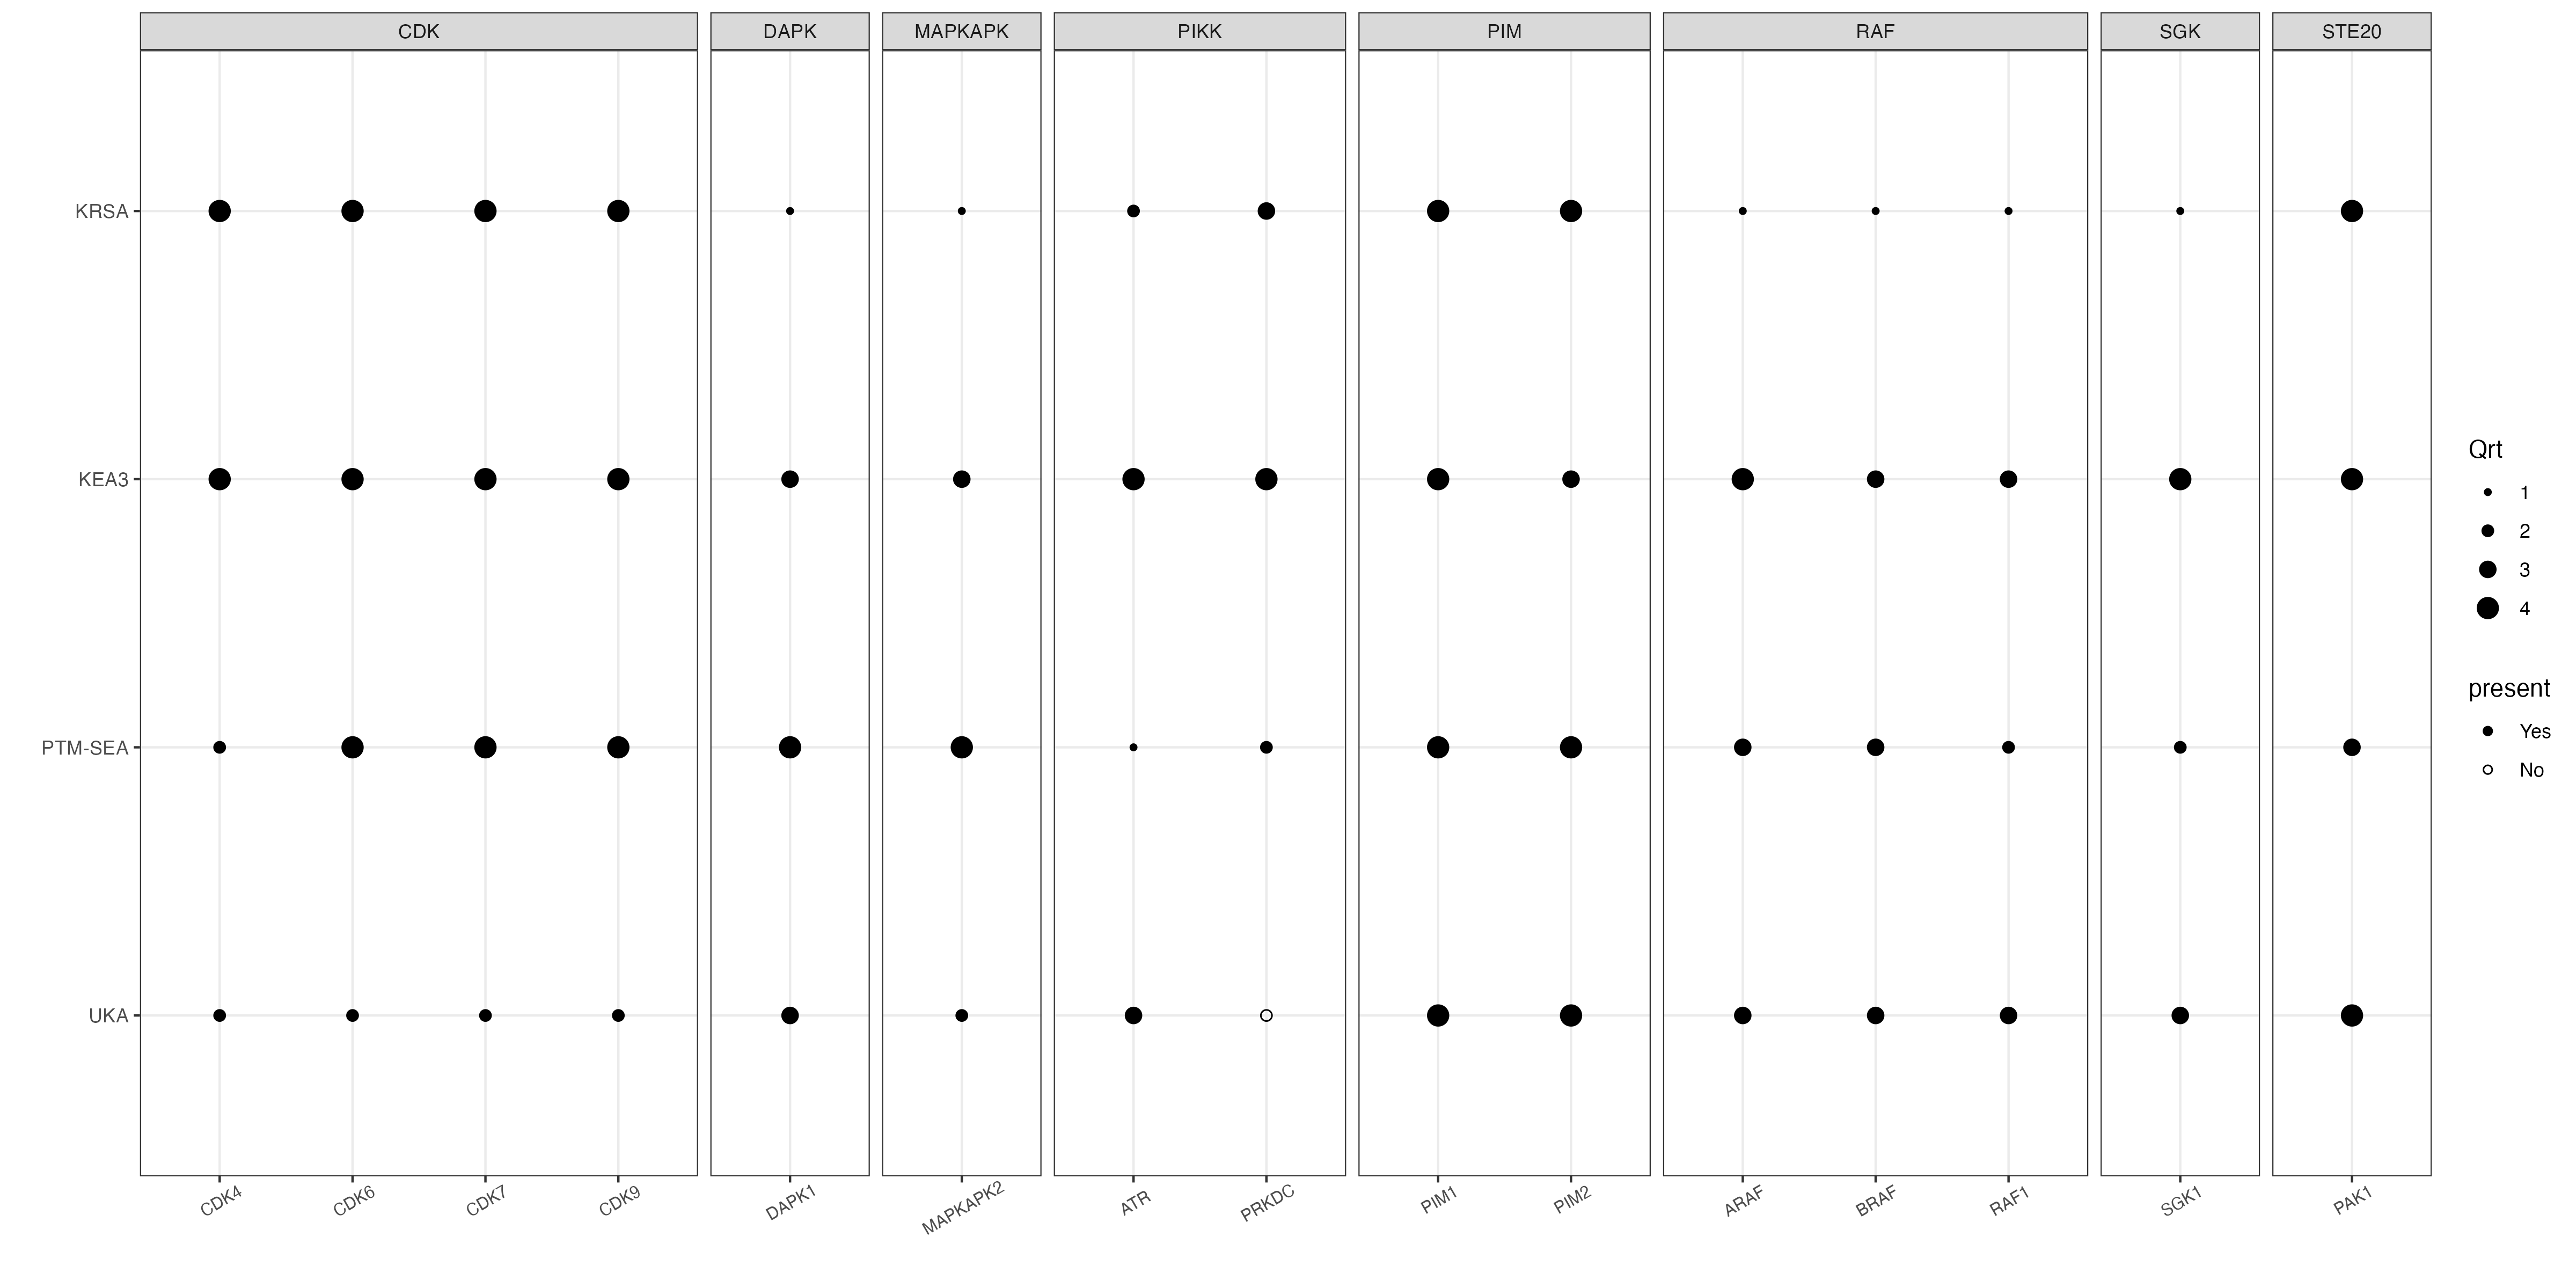 CDK DAPK MAPKAPK PIKK PIM RAF SGK STE20
KRSA
KEA3
PTM-SEA
UKA
CDK4 CDK6 CDK7 CDK9 DAPK1 MAPKAPK2 ATR PRKDC PIM1 PIM2 ARAF BRAF RAF1 SGK1 PAK1
Qrt
1
2
3
4
present
Yes
No